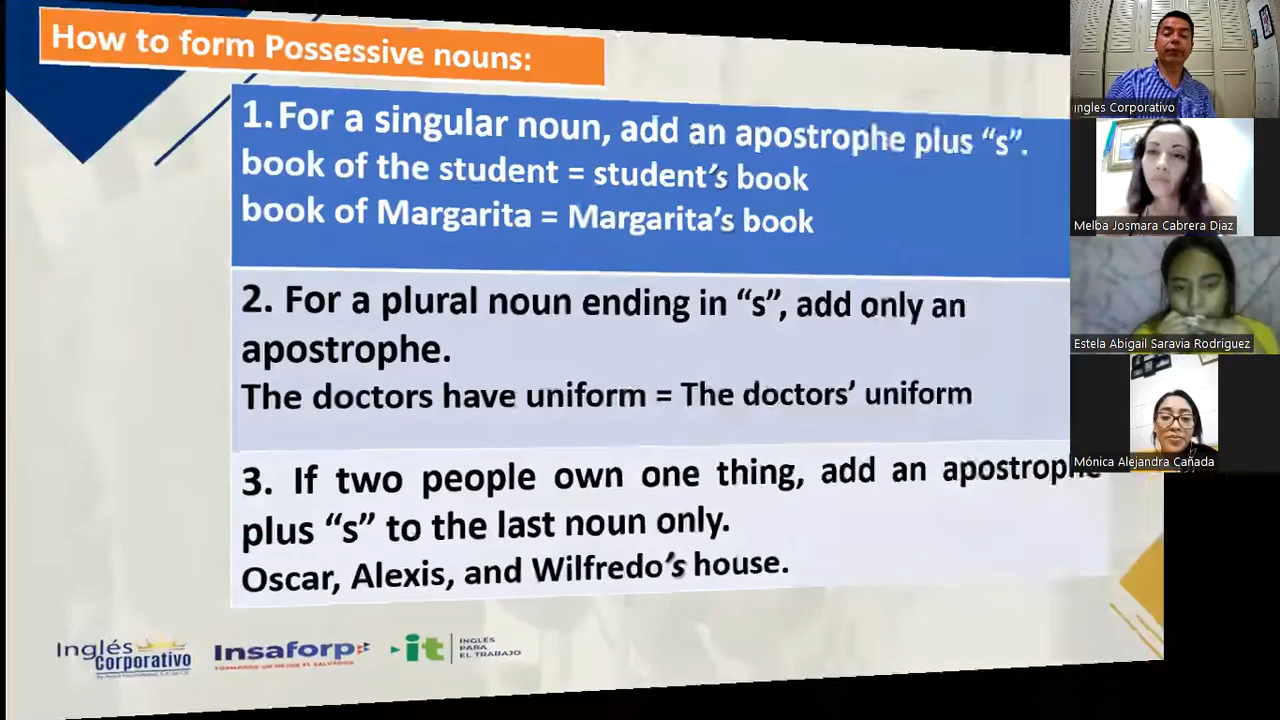 How to form Possessive nouns:
1.For a singular noun, add an apostrophe plus “s”.
book of the student = student’s book
book of Margarita = Margarita’s book
2. For a plural noun ending in “s”, add only an
apostrophe.
The doctors have uniform = The doctors’ uniform
3. If two people own one thing, add an
plus “s” to the last noun only.
Oscar, Alexis, and Wilfredo’s house.
Inglés
Corporativo
Insaforp
it
INGLÉS
PARA
EL TRABAJO
Ingles Corporativo
Melba Josmara Cabrera Diaz
Estela Abigail Saravia Rodriguez
Mónica Alejandra Cañada